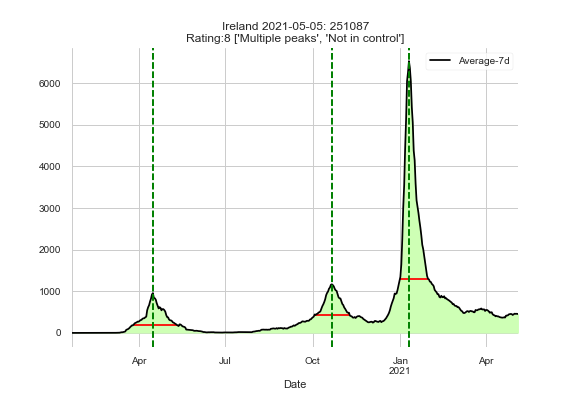 Ireland 2021-05-05: 251087
Rating:8 ['Multiple peaks', 'Not in control']
Average-7d
6000
5000
4000
3000
2000
1000
0
Apr
Jul
Oct
Jan
2021
Apr
Date